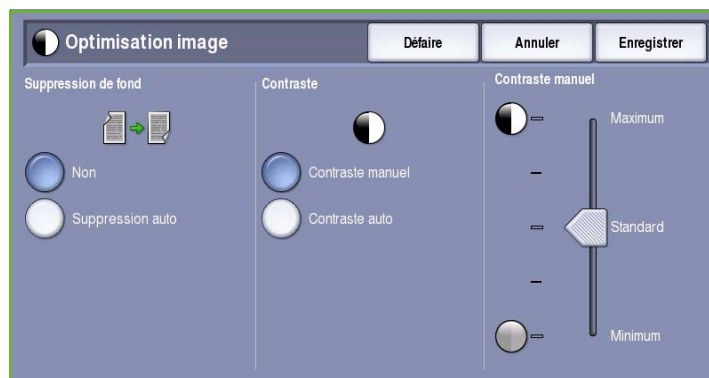 Optimisation image
Défaire
Annuler
Enregistrer
Suppression de fond
Non
Suppression auto
Contraste
Contraste manuel
Contraste auto
Contraste manuel
Maximum
Standard
Minimum